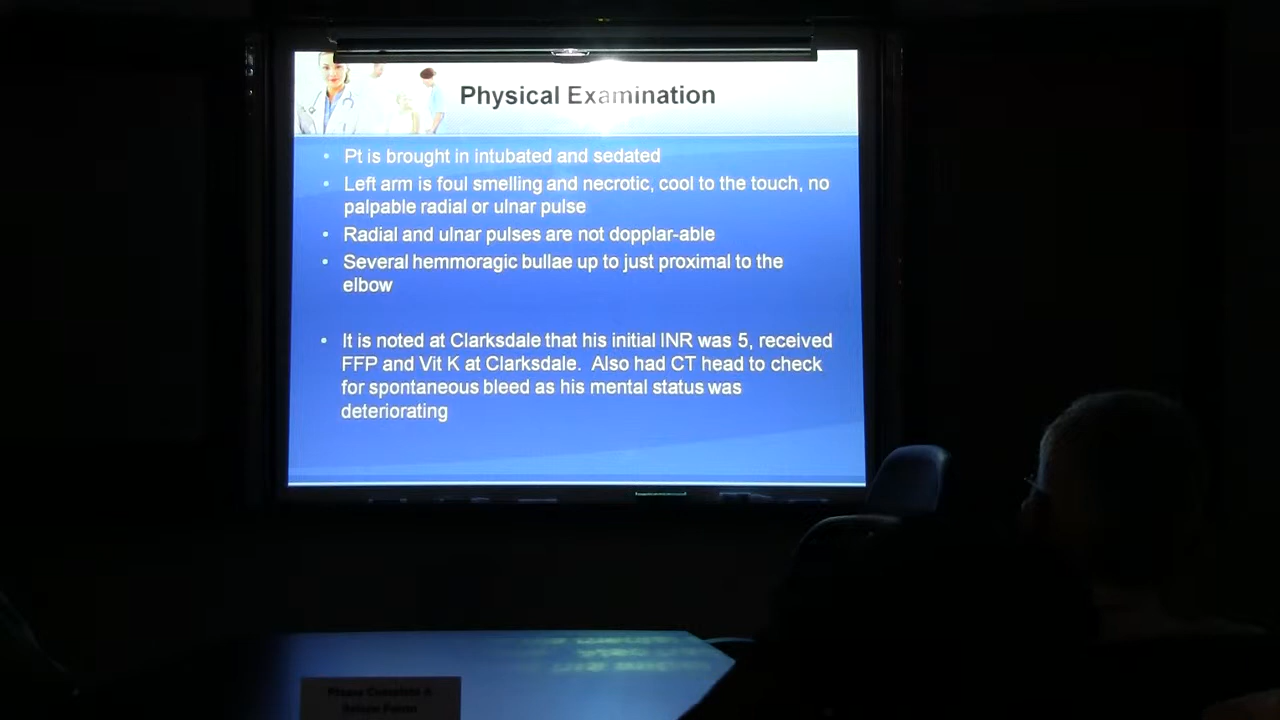 Physical Examination
• Pt is brought in intubated and sedated
• Left arm is foul smelling and necrotic, cool to the touch, no
palpable radial or ulnar pulse
• Radial and ulnar pulses are not dopplar-able
• Several hemmoragic bullae up to just proximal to the
elbow
• It is noted at Clarksdale that his initial INR was 5, received
FFP and Vit K at Clarksdale. Also had CT head to check
for spontaneous bleed as his mental status was
deteriorating
Please Complete &